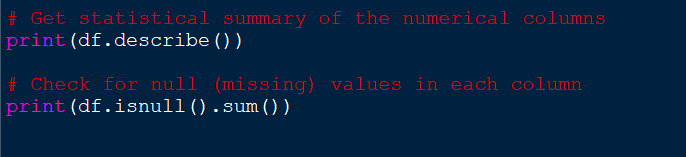 # Get statistical summary of the numerical columns
print(df.describe())
# Check for null (missing) values in each column
print(df.isnull().sum())